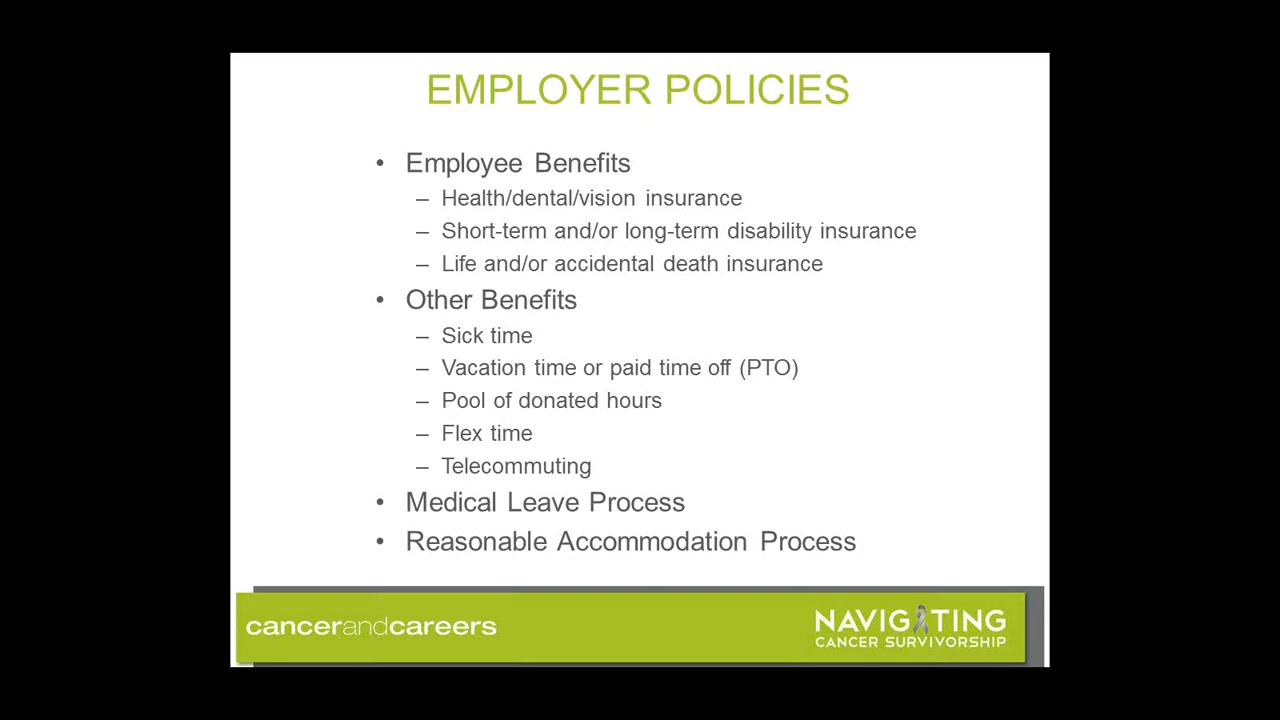 EMPLOYER POLICIES
• Employee Benefits
– Health/dental/vision insurance
– Short-term and/or long-term disability insurance
– Life and/or accidental death insurance
• Other Benefits
– Sick time
– Vacation time or paid time off (PTO)
– Pool of donated hours
– Flex time
– Telecommuting
• Medical Leave Process
• Reasonable Accommodation Process
cancerandcareers
NAVIGATING
CANCER SURVIVORSHIP